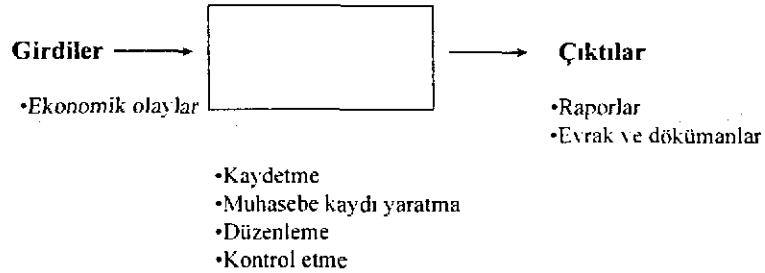 Girdiler
Çıktılar
•Ekonomik olaylar
•Raporlar
•Evrak ve dökümanlar
•Kaydetme
•Muhasebe kaydı yaratma
•Düzenleme
•Kontrol etme